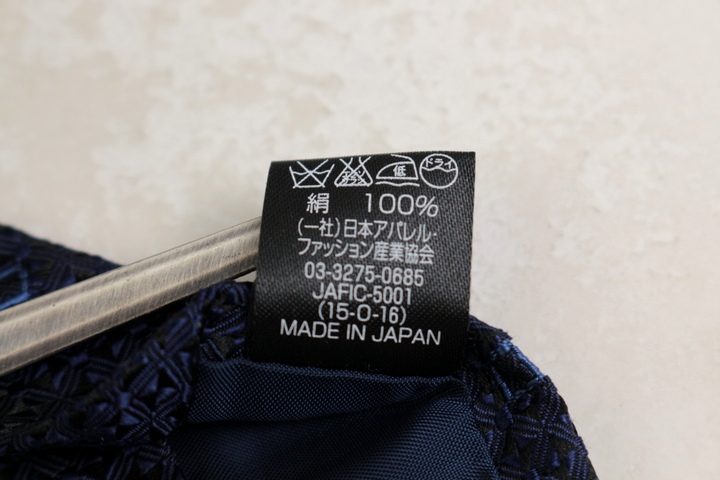 低 ドライ
絹 100%
(一社)日本アパレル・
ファッション産業協会
03-3275-0685
JAFIC-5001
(15-O-16)
MADE IN JAPAN